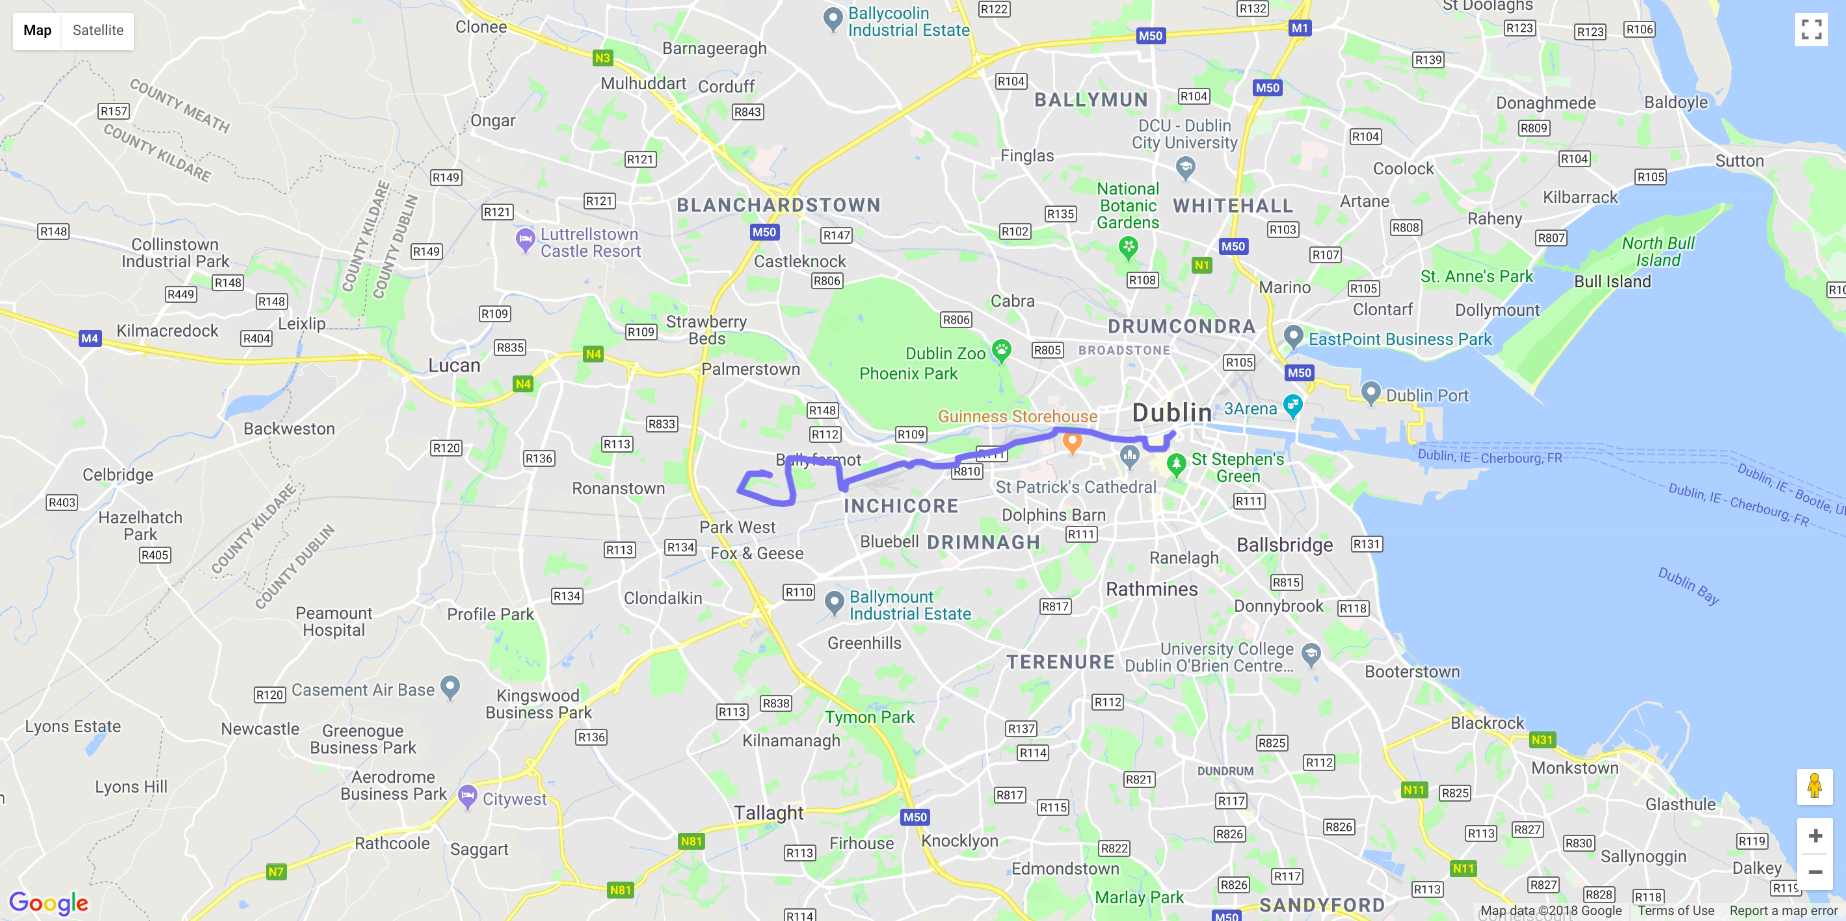 Map
Satellite
Clonee
Ballycoolin
Industrial Estate
R122
R132
M1
St Doolaghs
R123
R123
R106
M50
Barnageeragh
N3
Mulhuddart
Corduff
R104
BALLYMUN
R104
M50
R139
Donaghmede
Baldoyle
COUNTY MEATH
COUNTY KILDARE
R157
Ongar
R843
DCU - Dublin
City University
R809
R104
R104
Sutton
R121
Finglas
Coolock
R105
R149
National
Botanic
Gardens
Kilbarrack
R121
R121
BLANCHARDSTOWN
R135
WHITEHALL
Artane
Raheny
COUNTY KILDARE
COUNTY DUBLIN
R148
Collinstown
Industrial Park
Luttrellstown
Castle Resort
M50
R147
R102
R103
R808
R807
North Bull
Island
R149
M50
R107
Castleknock
N1
R806
R108
Marino
R105
St. Anne's Park
Bull Island
R148
R449
R148
Cabra
Clontarf
Dollymount
Kilmacredock
Leixlip
R109
Strawberry
Beds
R109
R806
DRUMCONDRA
M4
R404
R835
N4
Dublin Zoo
R805
BROADSTONE
EastPoint Business Park
Lucan
Palmerstown
Phoenix Park
R105
M50
N4
Dublin Port
R148
Guinness Storehouse
Dublin
3Arena
Backweston
R833
R112
R109
R120
R113
R136
Ballyfermot
R111
R810
St Stephen's
Green
Dublin, IE - Cherbourg, FR
Dublin, IE - Bootle, U
Dublin, IE - Cherbourg, FR
Celbridge
R403
Ronanstown
St Patrick's Cathedral
R111
Hazelhatch
Park
R405
COUNTY KILDARE
COUNTY DUBLIN
INCHICORE
Dolphins Barn
R111
Park West
Bluebell
DRIMNAGH
Ballsbridge
R131
R113
R134
Fox & Geese
Ranelagh
Dublin Bay
R134
Clondalkin
R110
Ballymount
Industrial Estate
Rathmines
R815
Peamount
Hospital
Profile Park
R817
Donnybrook
R118
Greenhills
TERENURE
University College
Dublin O'Brien Centre...
Booterstown
R120
Casement Air Base
Kingswood
Business Park
R113
R838
R112
Lyons Estate
Newcastle
Greenogue
Business Park
R136
Tymon Park
R137
R114
R825
Blackrock
N31
Kilnamanagh
R112
Monkstown
Lyons Hill
Aerodrome
Business Park
DUNDRUM
R821
Citywest
R817
R115
R117
N11
R825
Glasthule
Tallaght
M50
R826
R826
R113
R827
R119
Rathcoole
Saggart
N81
R113
Firhouse
Knocklyon
R822
R830
Sallynoggin
N7
N81
Edmondstown
R117
N11
Dalkey
R826
R113
R827
R828
R118
R119
Marlay Park
SANDYFORD
R114
M50
Google
Map data ©2018 Google
Terms of Use
Report a map error